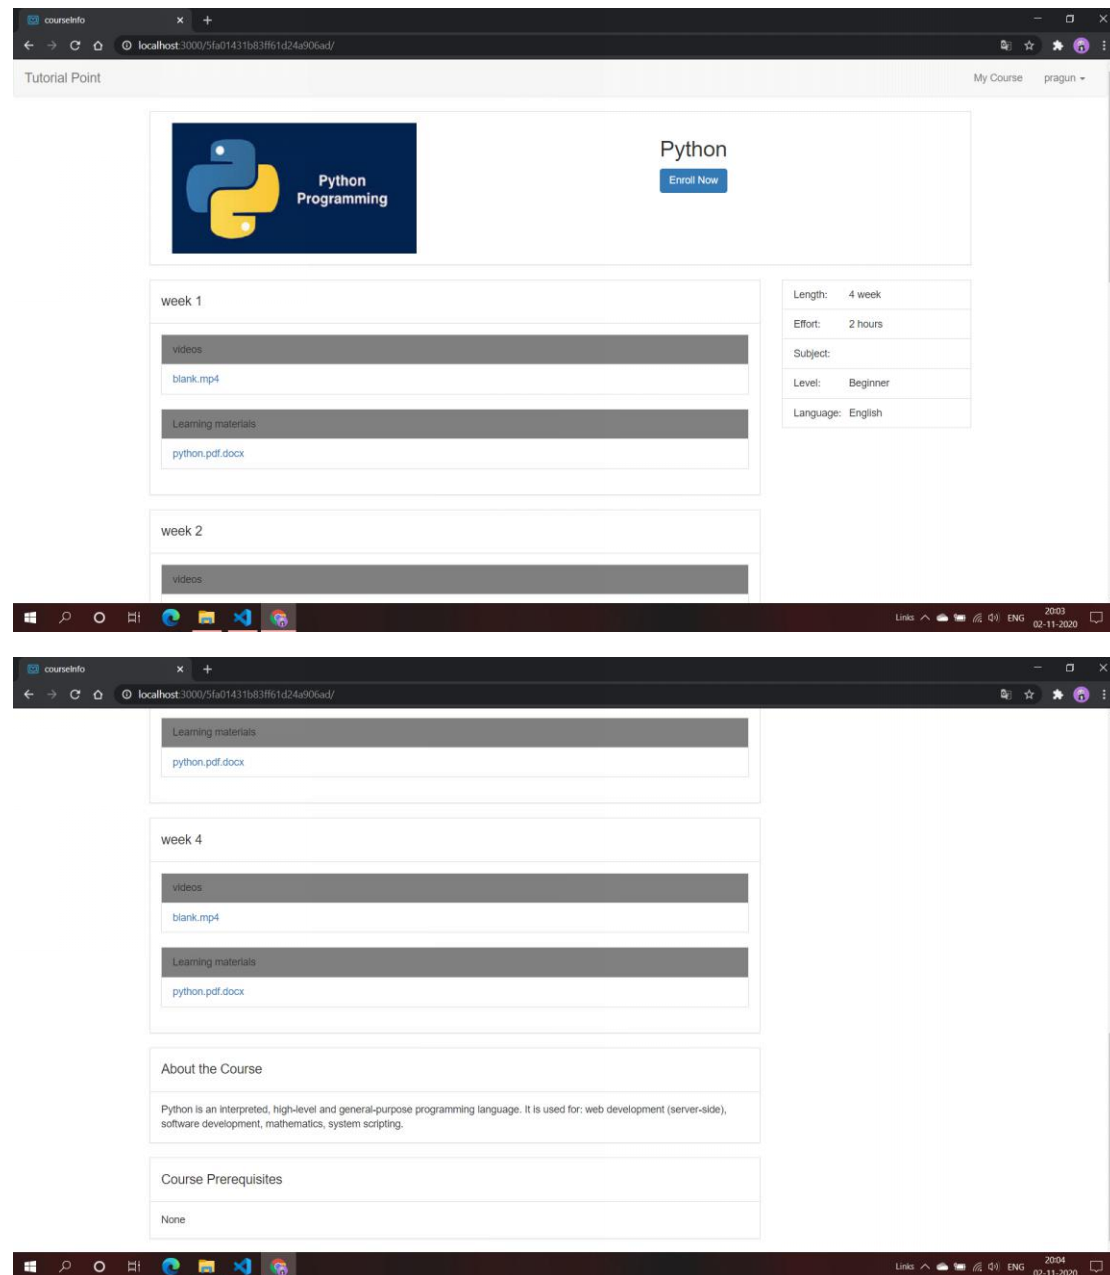 courseInfo
localhost:3000/5fa01431b83ff61d24a906ad/
Tutorial Point My Course pragun
Python
Programming
Python
Enroll Now
week 1
videos
blank.mp4
Learning materials
python.pdf.docx
Length: 4 week
Effort: 2 hours
Subject:
Level: Beginner
Language: English
week 2
videos
Links ENG 20:03
02-11-2020
courseInfo
localhost:3000/5fa01431b83ff61d24a906ad/
Learning materials
python.pdf.docx
week 4
videos
blank.mp4
Learning materials
python.pdf.docx
About the Course
Python is an interpreted, high-level and general-purpose programming language. It is used for: web development (server-side),
software development, mathematics, system scripting.
Course Prerequisites
None
Links ENG 20:04
02-11-2020